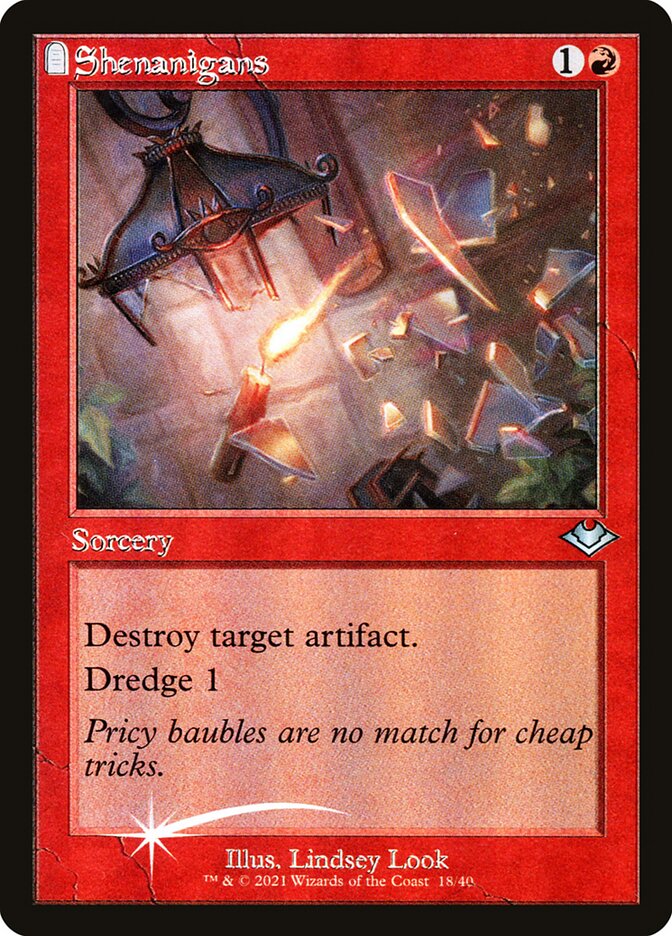 Shenanigans 1
Sorcery
Destroy target artifact.
Dredge 1
Pricy baubles are no match for cheap
tricks.
Illus. Lindsey Look
™ & © 2021 Wizards of the Coast 18/40